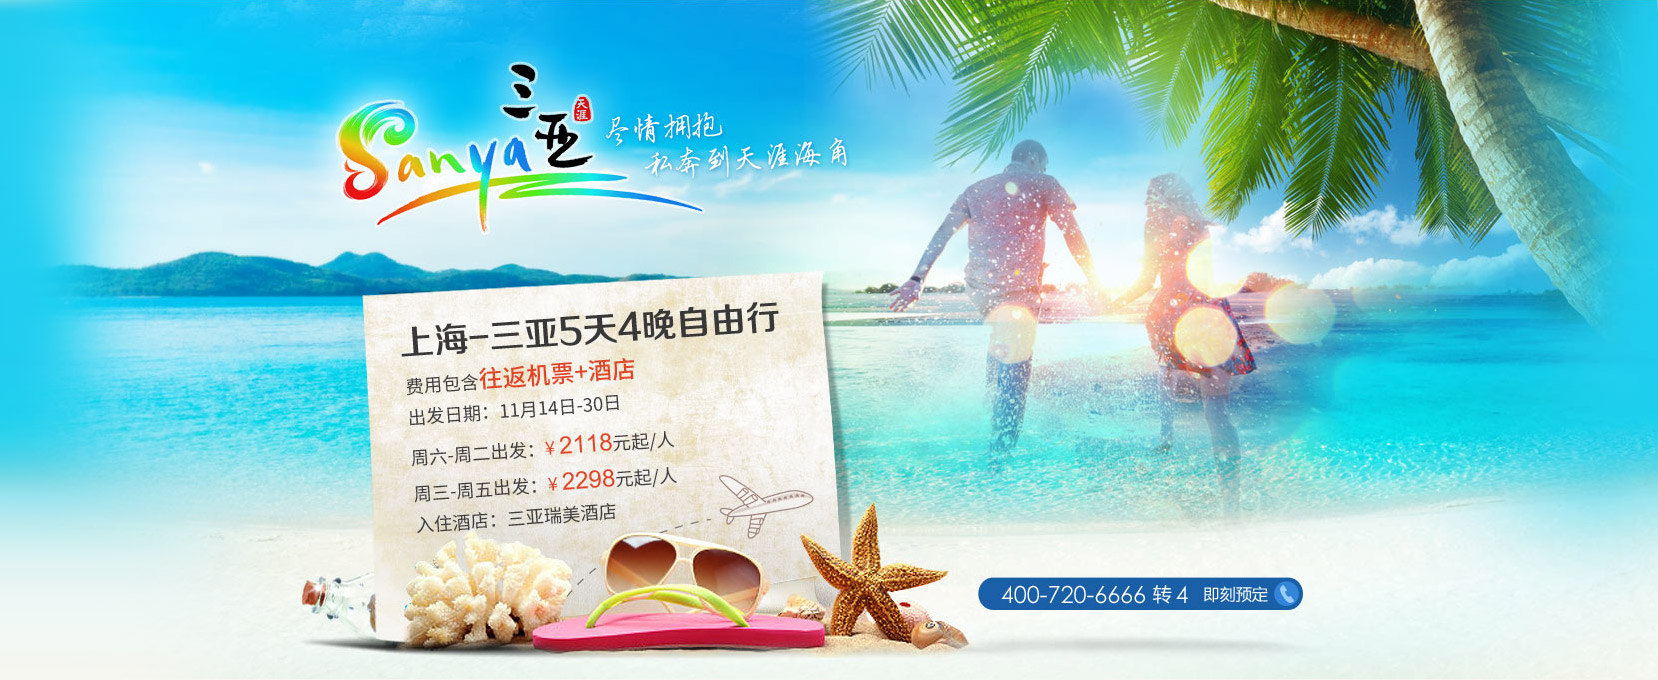 Sanya
三亚
天涯
尽情拥抱
私奔到天涯海角
上海-三亚5天4晚自由行
费用包含往返机票+酒店
出发日期：11月14日-30日
周六-周二出发：￥2118元起/人
周三-周五出发：￥2298元起/人
入住酒店：三亚瑞美酒店
400-720-6666 转 4 即刻预定